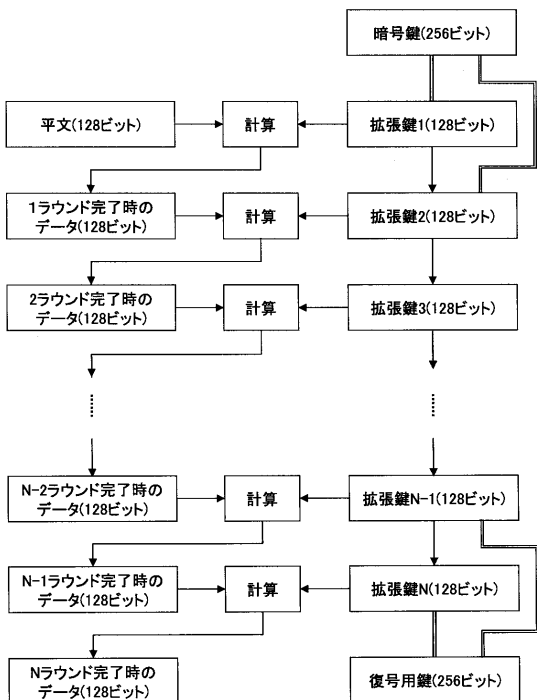 暗号鍵(256ビット)
平文(128ビット)
計算
拡張鍵1(128ビット)
1ラウンド完了時の
データ(128ビット)
計算
拡張鍵2(128ビット)
2ラウンド完了時の
データ(128ビット)
計算
拡張鍵3(128ビット)
N-2ラウンド完了時の
データ(128ビット)
計算
拡張鍵N-1(128ビット)
N-1ラウンド完了時の
データ(128ビット)
計算
拡張鍵N(128ビット)
Nラウンド完了時の
データ(128ビット)
復号用鍵(256ビット)